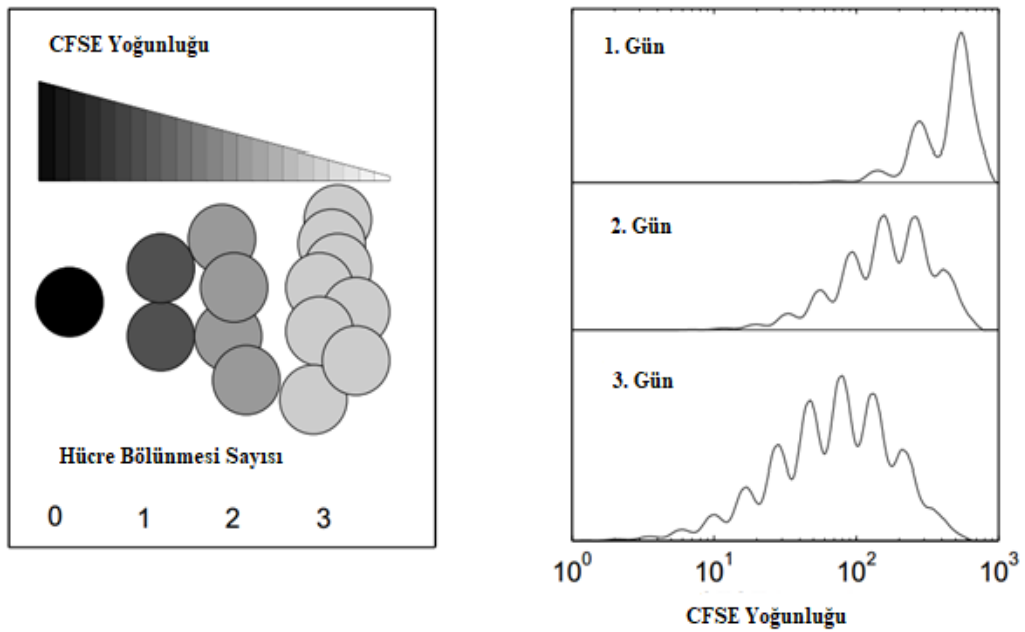 CFSE Yoğunluğu
Hücre Bölünmesi Sayısı
0 1 2 3
1. Gün
2. Gün
3. Gün
10⁰ 10¹ 10² 10³
CFSE Yoğunluğu